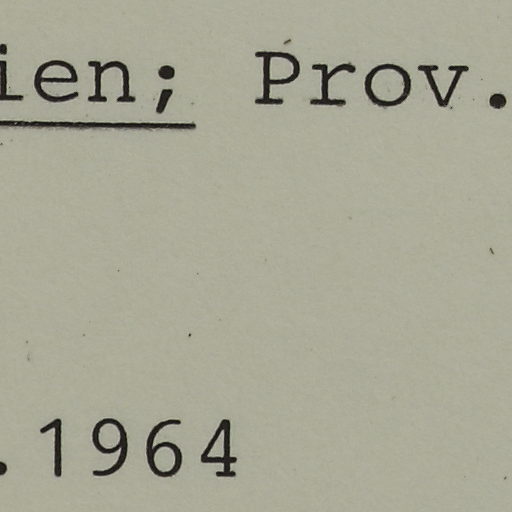 ien; Prov.
.1964